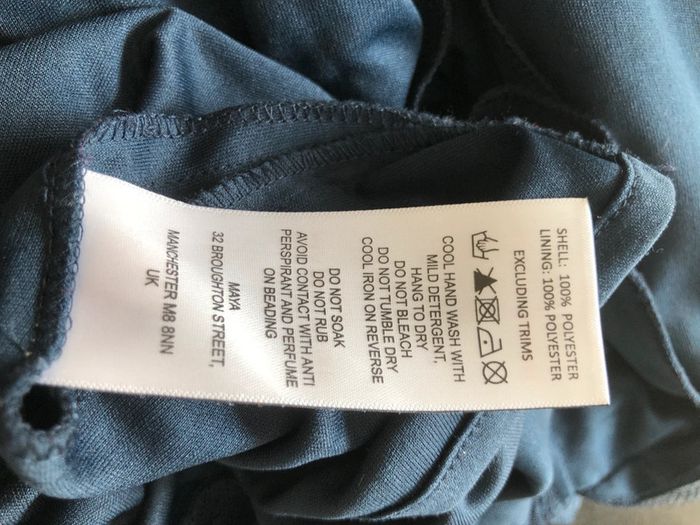 SHELL: 100% POLYESTER
LINING: 100% POLYESTER
EXCLUDING TRIMS
COOL HAND WASH WITH
MILD DETERGENT,
HANG TO DRY
DO NOT BLEACH
DO NOT TUMBLE DRY
COOL IRON ON REVERSE
DO NOT SOAK
DO NOT RUB
AVOID CONTACT WITH ANTI
PERSPIRANT AND PERFUME
ON BEADING
MAYA
32 BROUGHTON STREET,
MANCHESTER M8 8NN
UK